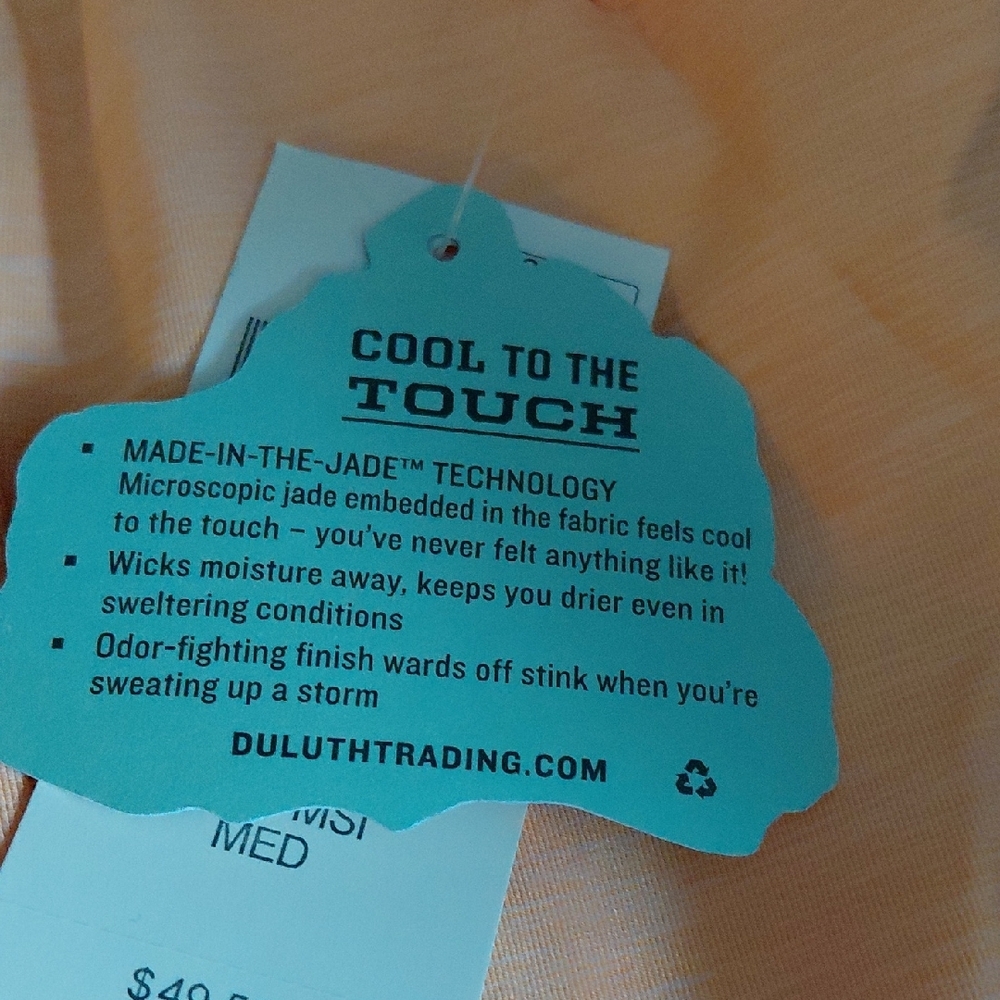 COOL TO THE
TOUCH
▪ MADE-IN-THE-JADE™ TECHNOLOGY
Microscopic jade embedded in the fabric feels cool
to the touch – you've never felt anything like it!
▪ Wicks moisture away, keeps you drier even in
sweltering conditions
▪ Odor-fighting finish wards off stink when you're
sweating up a storm
DULUTHTRADING.COM
MSI
MED